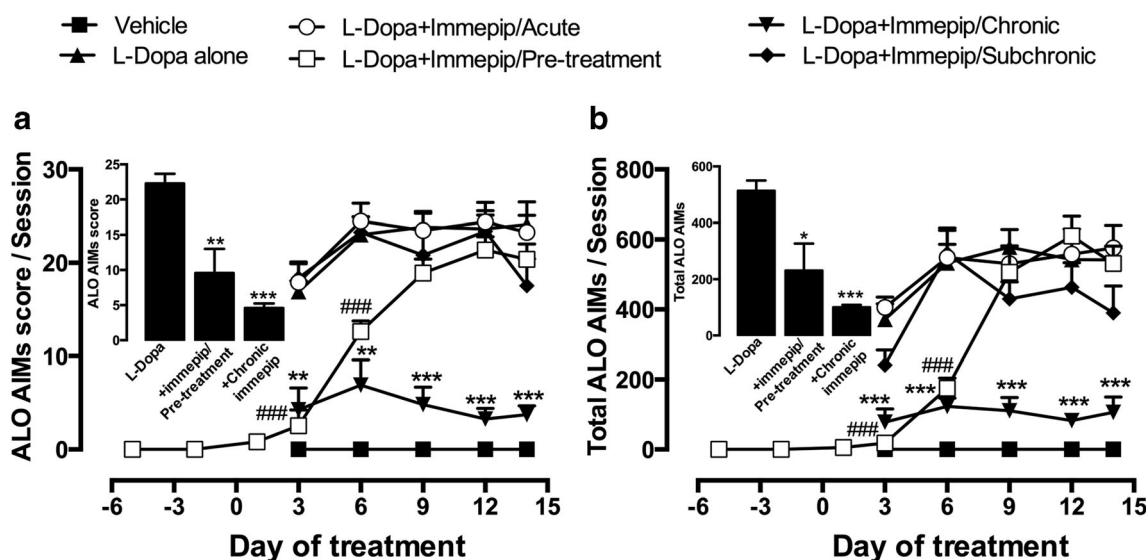 Vehicle
L-Dopa alone
L-Dopa+Immepip/Acute
L-Dopa+Immepip/Pre-treatment
L-Dopa+Immepip/Chronic
L-Dopa+Immepip/Subchronic
a
ALO AIMs score / Session
30
20
10
0
ALO AIMs score
25
20
15
10
5
0
**
***
L-Dopa
+immepip/
Pre-treatment
+Chronic
immepip
###
###
**
**
***
***
***
-6
-3
0
3
6
9
12
15
Day of treatment
b
Total ALO AIMs / Session
800
600
400
200
0
Total ALO AIMs
600
400
200
0
*
***
L-Dopa
+immepip/
Pre-treatment
+Chronic
immepip
###
###
***
***
***
***
***
-6
-3
0
3
6
9
12
15
Day of treatment